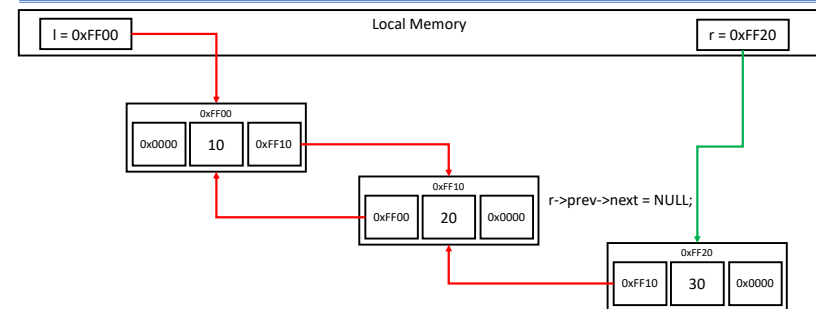 Local Memory
l = 0xFF00
r = 0xFF20
0xFF00
0x0000 10 0xFF10
0xFF10
0xFF00 20 0x0000
r->prev->next = NULL;
0xFF20
0xFF10 30 0x0000